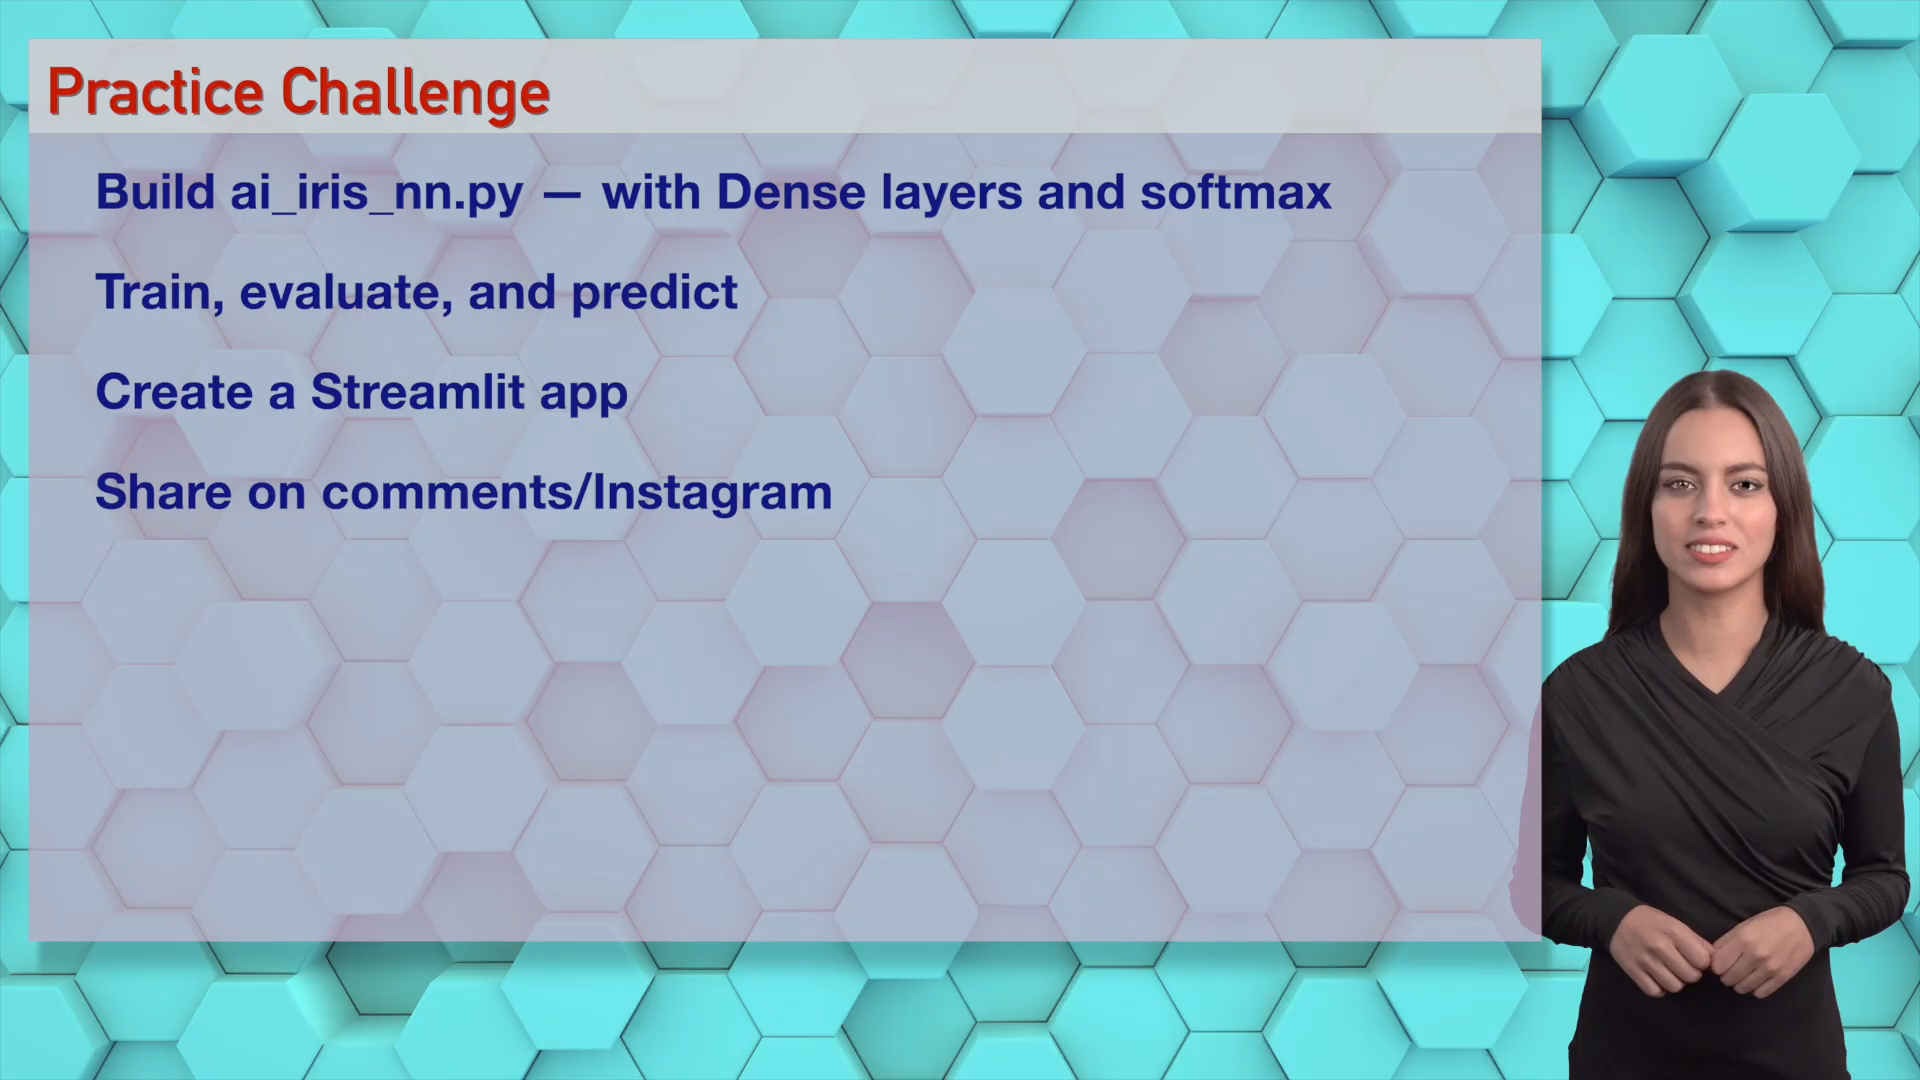 Practice Challenge
Build ai_iris_nn.py — with Dense layers and softmax
Train, evaluate, and predict
Create a Streamlit app
Share on comments/Instagram